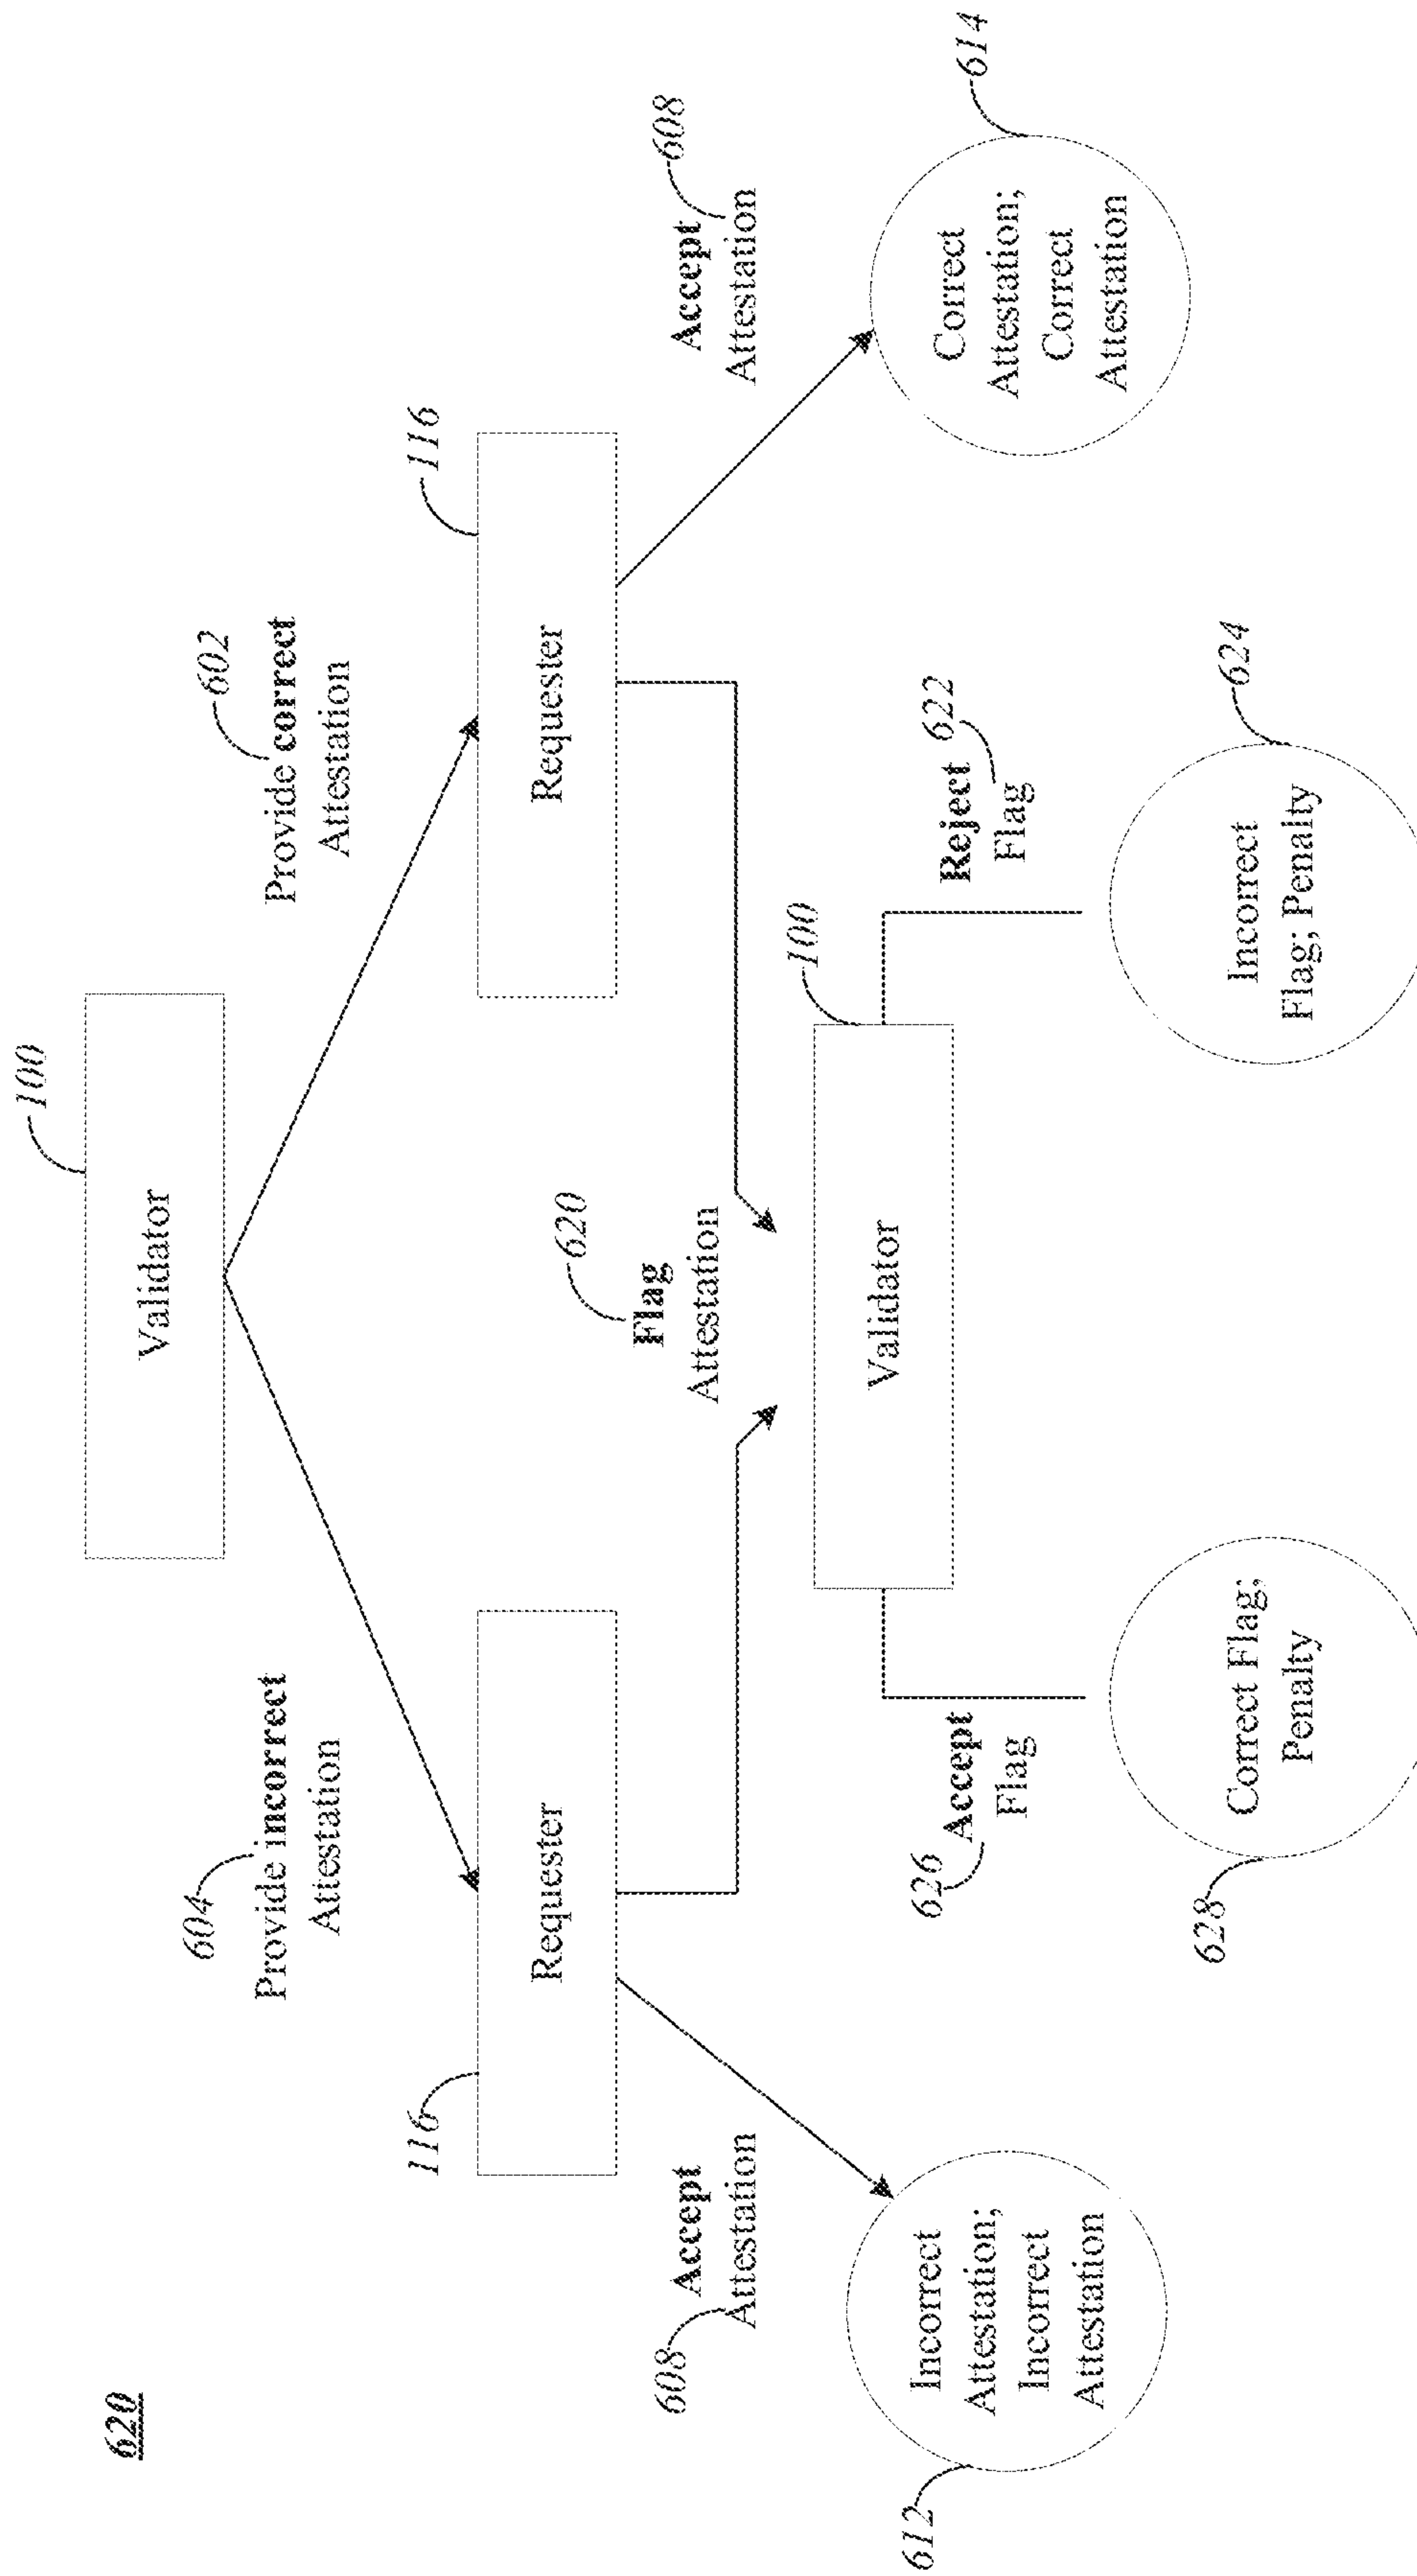 620
100
Validator
604
Provide incorrect
Attestation
602
Provide correct
Attestation
116
Requester
116
Requester
608
Accept
Attestation
620
Flag
Attestation
Accept
608
Attestation
100
Validator
612
Incorrect
Attestation;
Incorrect
Attestation
626
Accept
Flag
Reject 622
Flag
614
Correct
Attestation;
Correct
Attestation
628
Correct Flag;
Penalty
624
Incorrect
Flag; Penalty